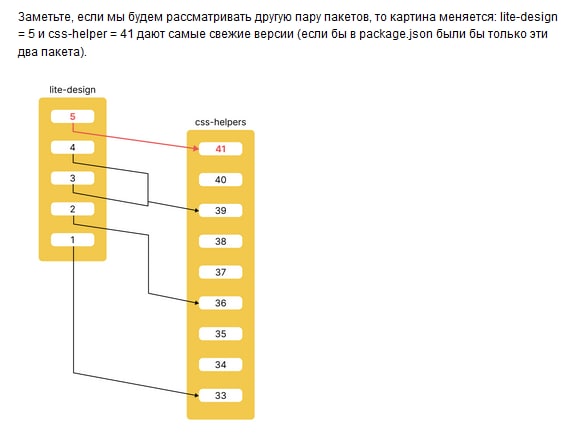 Заметьте, если мы будем рассматривать другую пару пакетов, то картина меняется: lite-design
= 5 и css-helper = 41 дают самые свежие версии (если бы в package.json были бы только эти
два пакета).
lite-design
5
4
3
2
1
css-helpers
41
40
39
38
37
36
35
34
33